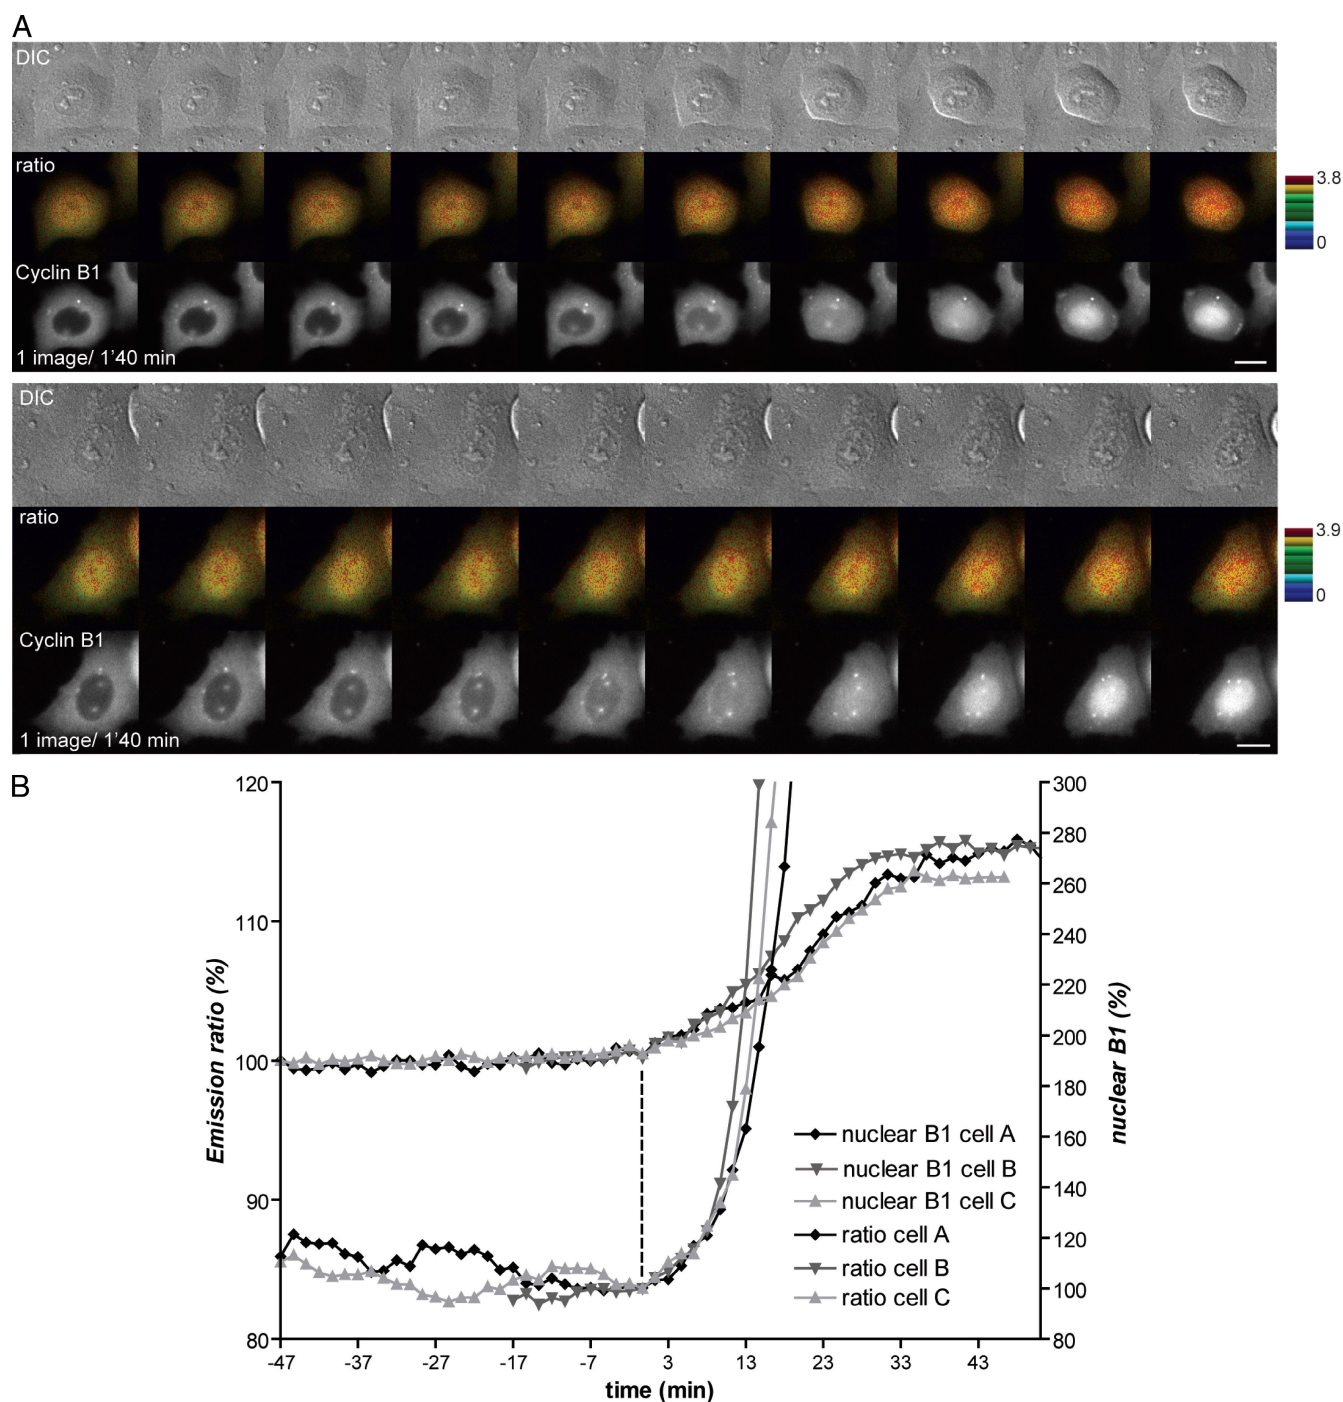 A
DIC
ratio
3.8
0
Cyclin B1
1 image/ 1'40 min
DIC
ratio
3.9
0
Cyclin B1
1 image/ 1'40 min
B
120
110
100
90
80
Emission ratio (%)
300
280
260
240
220
200
180
160
140
120
100
80
nuclear B1 (%)
nuclear B1 cell A
nuclear B1 cell B
nuclear B1 cell C
ratio cell A
ratio cell B
ratio cell C
-47 -37 -27 -17 -7 3 13 23 33 43
time (min)